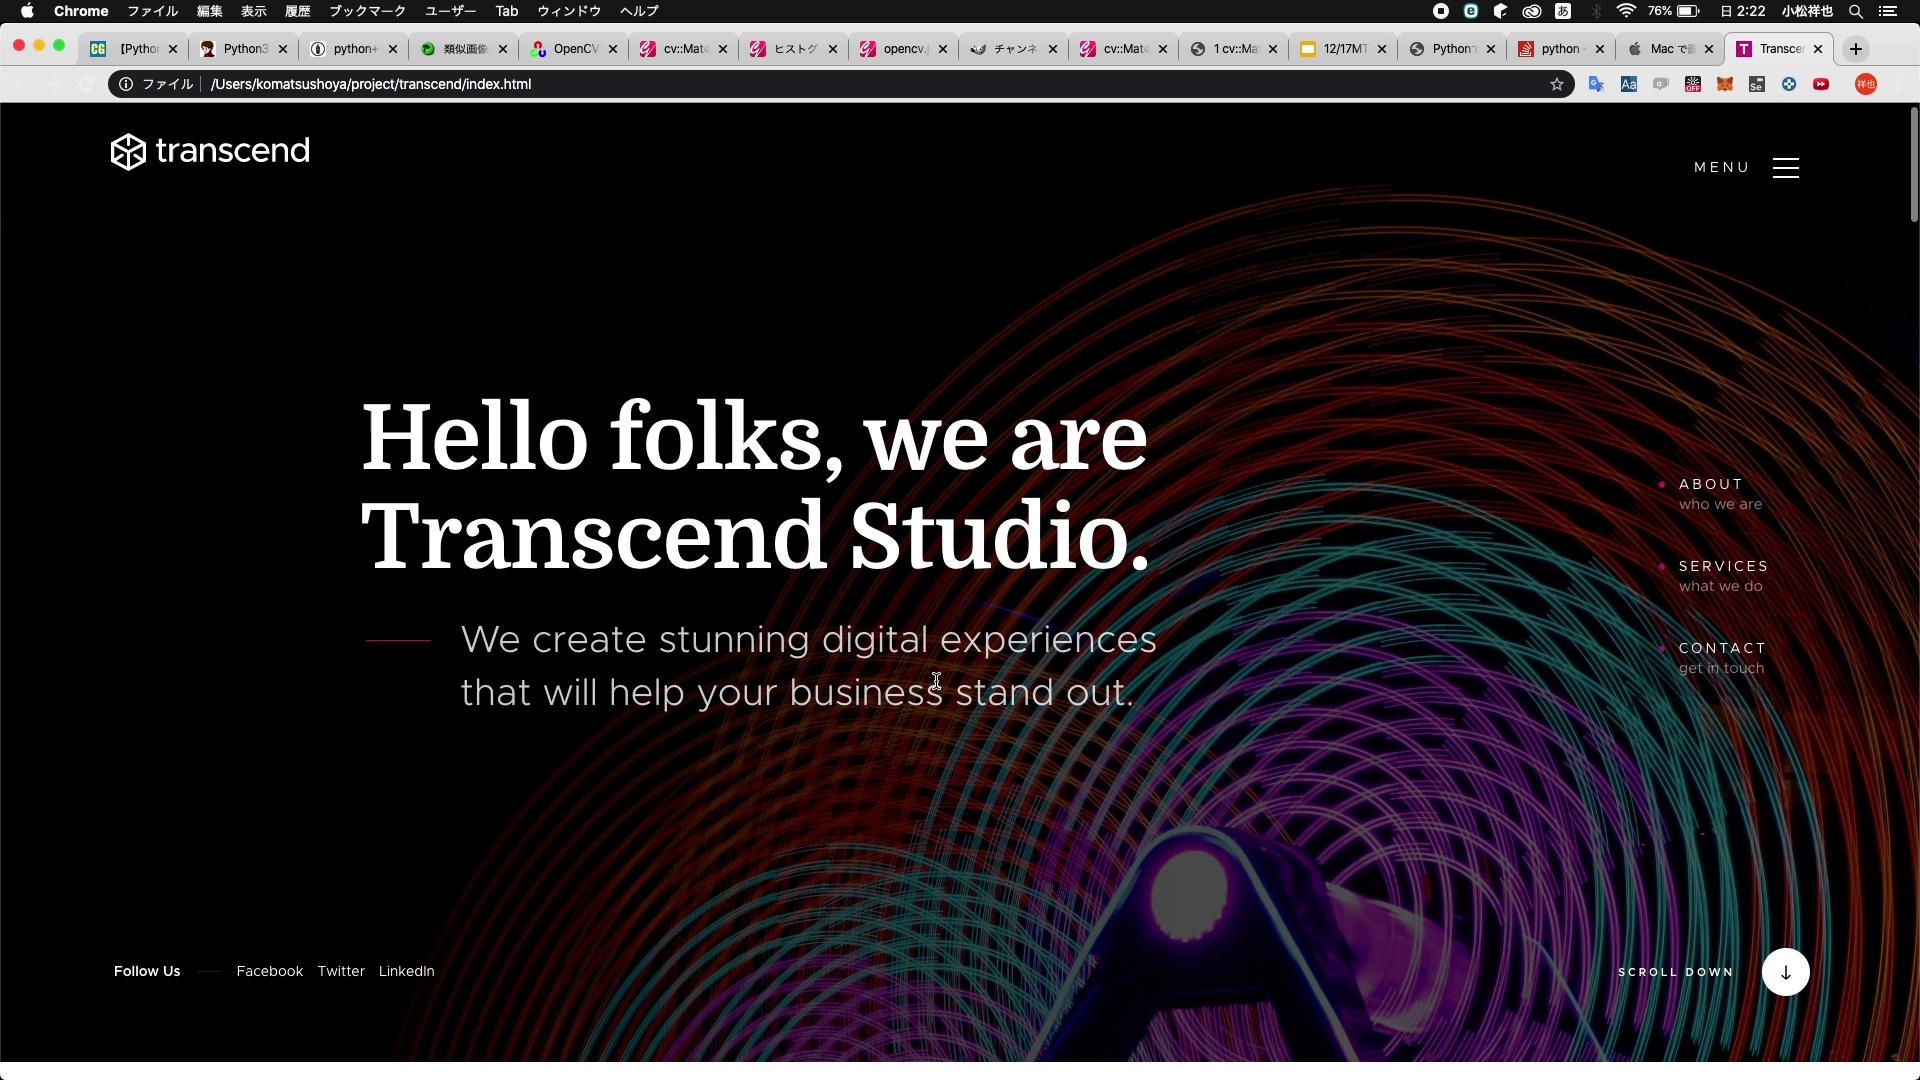 Chrome ファイル 編集 表示 履歴 ブックマーク ユーザー Tab ウィンドウ ヘルプ あ 76% 日 2:22 小松祥也
【Pythor Python3 python+ 類似画像 OpenCV cv::Mat ヒストグ opencv. チャンネ cv::Mat 1 cv::Ma 12/17MT Python python - Mac で Transcer
ファイル /Users/komatsushoya/project/transcend/index.html 祥也
transcend
MENU
Hello folks, we are
Transcend Studio.
We create stunning digital experiences
that will help your business stand out.
ABOUT
who we are
SERVICES
what we do
CONTACT
get in touch
Follow Us Facebook Twitter LinkedIn
SCROLL DOWN